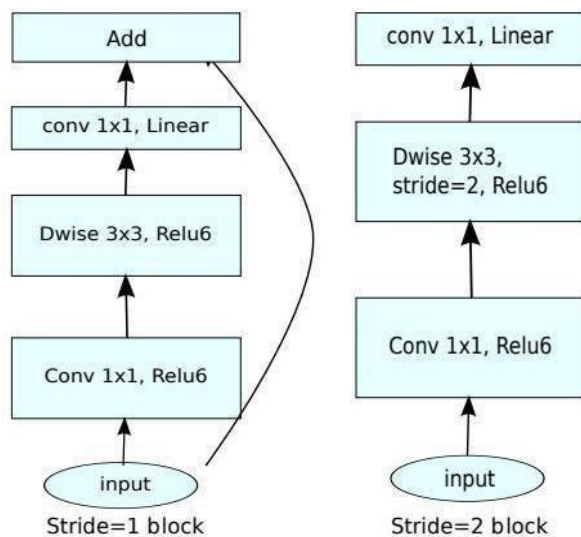 Add
conv 1x1, Linear
Dwise 3x3, Relu6
Conv 1x1, Relu6
input
Stride=1 block
conv 1x1, Linear
Dwise 3x3,
stride=2, Relu6
Conv 1x1, Relu6
input
Stride=2 block